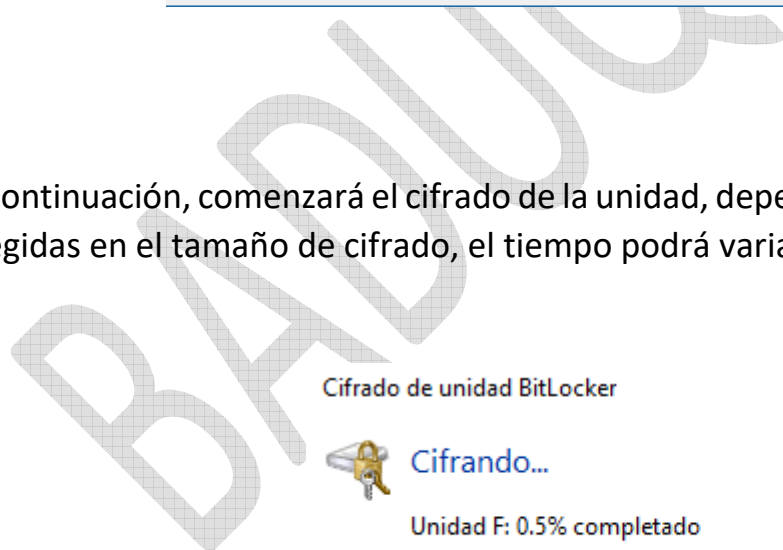 ontinuación, comenzará el cifrado de la unidad, depe
gidas en el tamaño de cifrado, el tiempo podrá varia
Cifrado de unidad BitLocker
Cifrando...
Unidad F: 0.5% completado
BADU